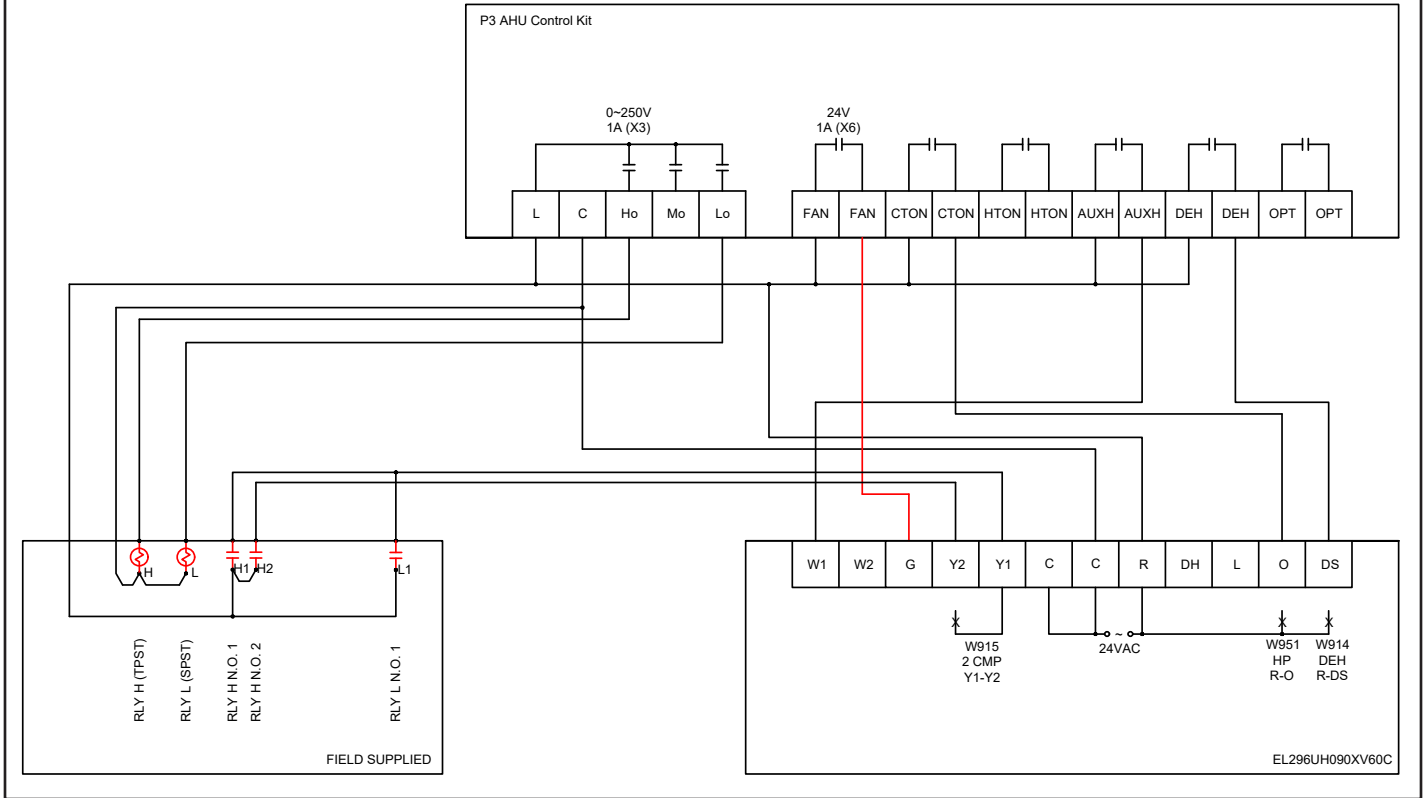 P3 AHU Control Kit
0~250V
1A (X3)
24V
1A (X6)
L C Ho Mo Lo FAN FAN CTON CTON HTON HTON AUXH AUXH DEH DEH OPT OPT
H L H1 H2 L1
RLY H (TPST)
RLY L (SPST)
RLY H N.O. 1
RLY H N.O. 2
RLY L N.O. 1
FIELD SUPPLIED
W1 W2 G Y2 Y1 C C R DH L O DS
W915
2 CMP
Y1-Y2
~
24VAC
W951
HP
R-O
W914
DEH
R-DS
EL296UH090XV60C